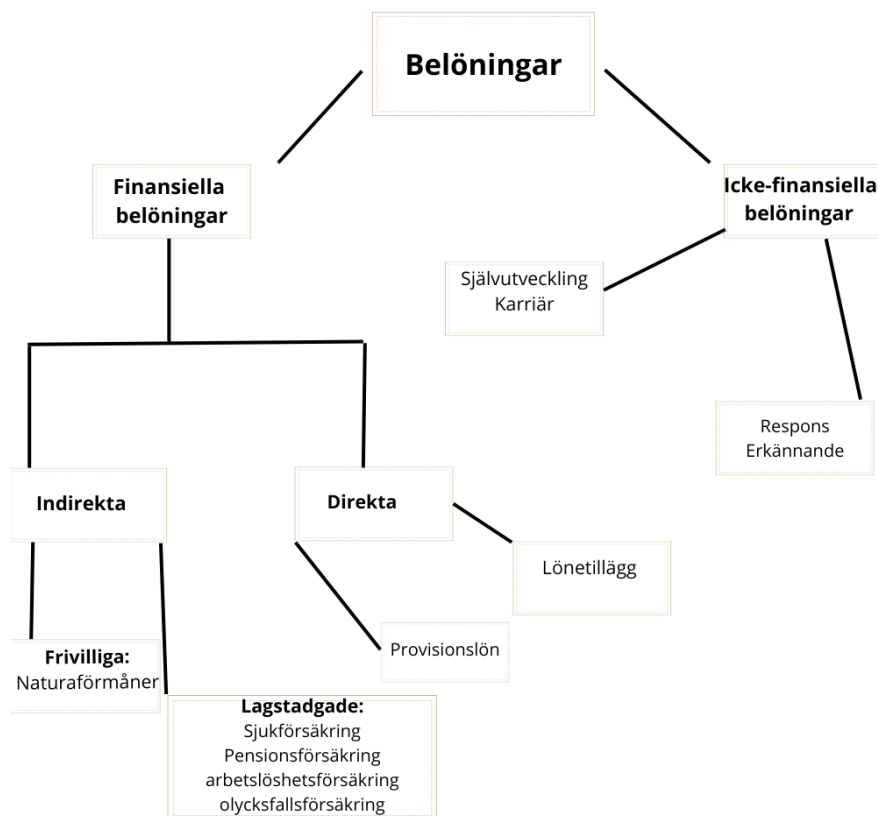 Belöningar
Finansiella
belöningar
Icke-finansiella
belöningar
Självutveckling
Karriär
Respons
Erkännande
Indirekta
Direkta
Lönetillägg
Provisionslön
Frivilliga:
Naturaförmåner
Lagstadgade:
Sjukförsäkring
Pensionsförsäkring
arbetslöshetsförsäkring
olycksfallsförsäkring